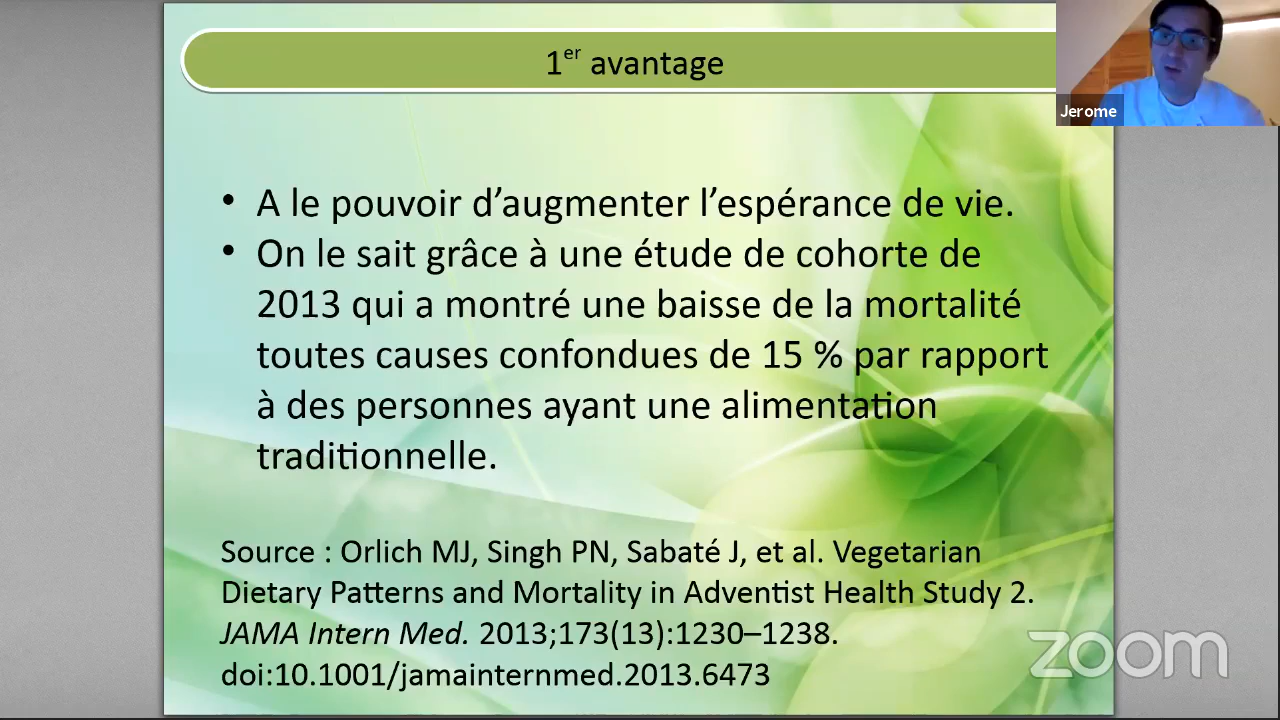 1er avantage
Jerome
• A le pouvoir d’augmenter l’espérance de vie.
• On le sait grâce à une étude de cohorte de
2013 qui a montré une baisse de la mortalité
toutes causes confondues de 15 % par rapport
à des personnes ayant une alimentation
traditionnelle.
Source : Orlich MJ, Singh PN, Sabaté J, et al. Vegetarian
Dietary Patterns and Mortality in Adventist Health Study 2.
JAMA Intern Med. 2013;173(13):1230–1238.
doi:10.1001/jamainternmed.2013.6473
zoom